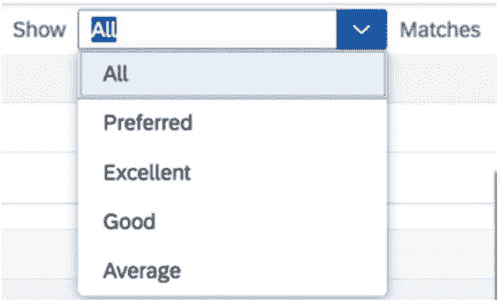 Show All Matches
All
Preferred
Excellent
Good
Average